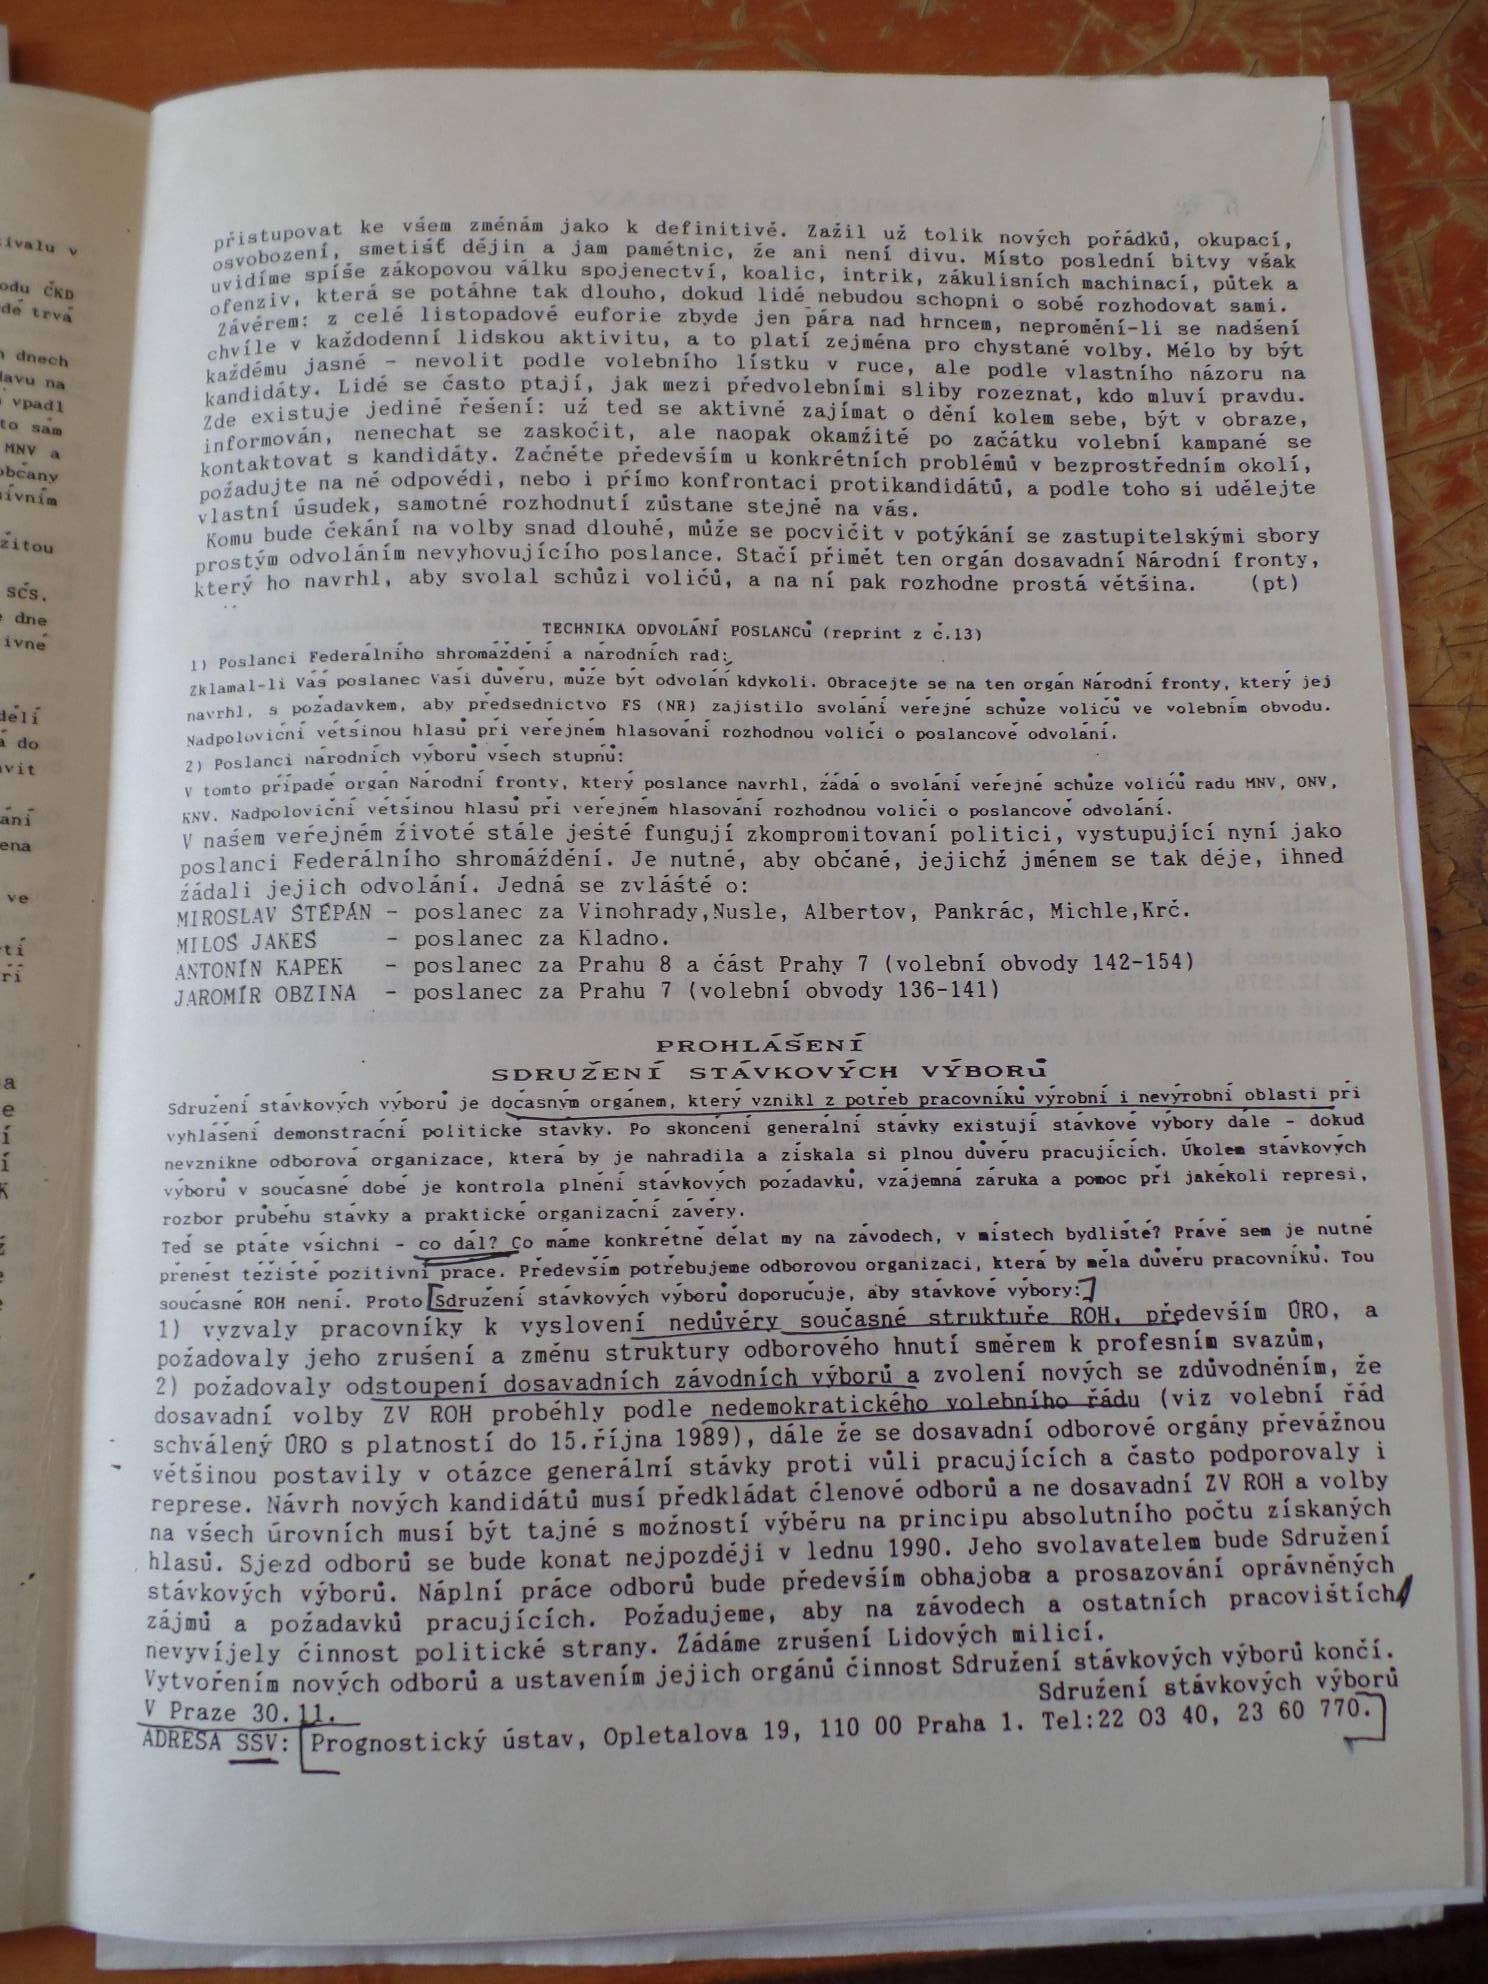 ivalu v
odu ČKD
dé trvá
dnech
avu na
vpadl
to sám
MNV a
občany
sivním
žitou
SČS.
dne
ivné
děli
á do
avit
ání
ena
ve
tí
ří
přistupovat ke všem změnám jako k definitivě. Zažil už tolik nových pořádků, okupací,
osvobození, smetišť dějin a jam pamětnic, že ani není divu. Místo poslední bitvy však
uvidíme spíše zákopovou válku spojenectví, koalic, intrik, zákulisních machinací, půtek a
ofenziv, která se potáhne tak dlouho, dokud lidé nebudou schopni o sobě rozhodovat sami.
Závěrem: z celé listopadové euforie zbyde jen pára nad hrncem, nepromění-li se nadšení
chvíle v každodenní lidskou aktivitu, a to platí zejména pro chystané volby. Mělo by být
každému jasné - nevolit podle volebního lístku v ruce, ale podle vlastního názoru na
kandidáty. Lidé se často ptají, jak mezi předvolebními sliby rozeznat, kdo mluví pravdu.
Zde existuje jediné řešení: už ted se aktivně zajímat o dění kolem sebe, být v obraze,
informován, nenechat se zaskočit, ale naopak okamžitě po začátku volební kampaně se
kontaktovat s kandidáty. Začněte především u konkrétních problémů v bezprostředním okolí,
požadujte na ně odpovědi, nebo i přímo konfrontaci protikandidátů, a podle toho si udělejte
vlastní úsudek, samotné rozhodnutí zůstane stejně na vás.
Komu bude čekání na volby snad dlouhé, může se pocvičit v potýkání se zastupitelskými sbory
prostým odvoláním nevyhovujícího poslance. Stačí přimět ten orgán dosavadní Národní fronty,
který ho navrhl, aby svolal schůzi voličů, a na ní pak rozhodne prostá většina. (pt)
TECHNIKA ODVOLÁNÍ POSLANCů (reprint z č.13)
1) Poslanci Federálního shromáždění a národních rad:
Zklamal-li Váš poslanec Vaši důvěru, může být odvolán kdykoli. Obracejte se na ten orgán Národní fronty, který jej
navrhl, s požadavkem, aby předsednictvo FS (NR) zajistilo svolání veřejné schůze voličů ve volebním obvodu.
Nadpoloviční většinou hlasů při veřejném hlasování rozhodnou voliči o poslancově odvolání.
2) Poslanci národních výborů všech stupňů:
V tomto případě orgán Národní fronty, který poslance navrhl, žádá o svolání veřejné schůze voličů radu MNV, ONV,
KNV. Nadpoloviční většinou hlasů při veřejném hlasování rozhodnou voliči o poslancově odvolání.
V našem veřejném životě stále ještě fungují zkompromitovaní politici, vystupující nyní jako
poslanci Federálního shromáždění. Je nutné, aby občané, jejichž jménem se tak děje, ihned
žádali jejich odvolání. Jedná se zvláště o:
MIROSLAV ŠTĚPÁN - poslanec za Vinohrady,Nusle, Albertov, Pankrác, Michle,Krč.
MILOŠ JAKEŠ - poslanec za Kladno.
ANTONÍN KAPEK - poslanec za Prahu 8 a část Prahy 7 (volební obvody 142-154)
JAROMÍR OBZINA - poslanec za Prahu 7 (volební obvody 136-141)
PROHLÁŠENÍ
SDRUŽENÍ STÁVKOVÝCH VÝBORů
Sdružení stávkových výborů je dočasným orgánem, který vznikl z potřeb pracovníků výrobní i nevýrobní oblasti při
vyhlášení demonstrační politické stávky. Po skončení generální stávky existují stávkové výbory dále - dokud
nevznikne odborová organizace, která by je nahradila a získala si plnou důvěru pracujících. Úkolem stávkových
výborů v současné době je kontrola plnění stávkových požadavků, vzájemná záruka a pomoc při jakékoli represi,
rozbor průběhu stávky a praktické organizační závěry.
Teď se ptáte všichni - co dál? Co máme konkrétně dělat my na závodech, v místech bydliště? Právě sem je nutné
přenést těžiště pozitivní práce. Především potřebujeme odborovou organizaci, která by měla důvěru pracovníků. Tou
současné ROH není. Proto Sdružení stávkových výborů doporučuje, aby stávkové výbory:
1) vyzvaly pracovníky k vyslovení nedůvěry současné struktuře ROH, především ÚRO, a
požadovaly jeho zrušení a změnu struktury odborového hnutí směrem k profesním svazům,
2) požadovaly odstoupení dosavadních závodních výborů a zvolení nových se zdůvodněním, že
dosavadní volby ZV ROH proběhly podle nedemokratického volebního řádu (viz volební řád
schválený ÚRO s platností do 15.října 1989), dále že se dosavadní odborové orgány převážnou
většinou postavily v otázce generální stávky proti vůli pracujících a často podporovaly i
represe. Návrh nových kandidátů musí předkládat členové odborů a ne dosavadní ZV ROH a volby
na všech úrovních musí být tajné s možností výběru na principu absolutního počtu získaných
hlasů. Sjezd odborů se bude konat nejpozději v lednu 1990. Jeho svolavatelem bude Sdružení
stávkových výborů. Náplní práce odborů bude především obhajoba a prosazování oprávněných
zájmů a požadavků pracujících. Požadujeme, aby na závodech a ostatních pracovištích
nevyvíjely činnost politické strany. Žádáme zrušení Lidových milicí.
Vytvořením nových odborů a ustavením jejich orgánů činnost Sdružení stávkových výborů končí.
Sdružení stávkových výborů
V Praze 30.11.
ADRESA SSV: Prognostický ústav, Opletalova 19, 110 00 Praha 1. Tel:22 03 40, 23 60 770.